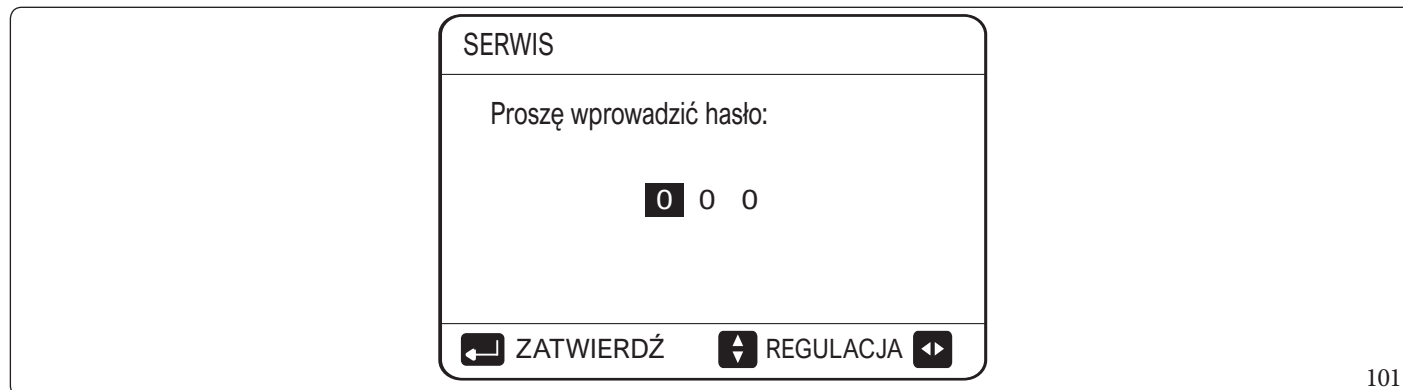 SERWIS
Proszę wprowadzić hasło:
0 0 0
ZATWIERDŹ REGULACJA
101